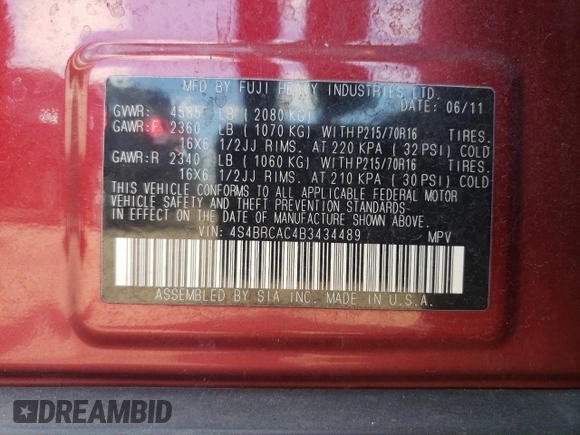 MFD BY FUJI HEAVY INDUSTRIES LTD.
DATE: 06/11
GVWR: 4585 LB ( 2080 KG)
GAWR:F 2360 LB ( 1070 KG) WITH P215/70R16 TIRES.
16X6 1/2JJ RIMS. AT 220 KPA ( 32 PSI) COLD
GAWR:R 2340 LB ( 1060 KG) WITH P215/70R16 TIRES.
16X6 1/2JJ RIMS. AT 210 KPA ( 30 PSI) COLD
THIS VEHICLE CONFORMS TO ALL APPLICABLE FEDERAL MOTOR
VEHICLE SAFETY AND THEFT PREVENTION STANDARDS
IN EFFECT ON THE DATE OF MANUFACTURE SHOWN ABOVE.
VIN: 4S4BRCAC4B3434489 MPV
ASSEMBLED BY SIA INC. MADE IN U.S.A.
DREAMBID